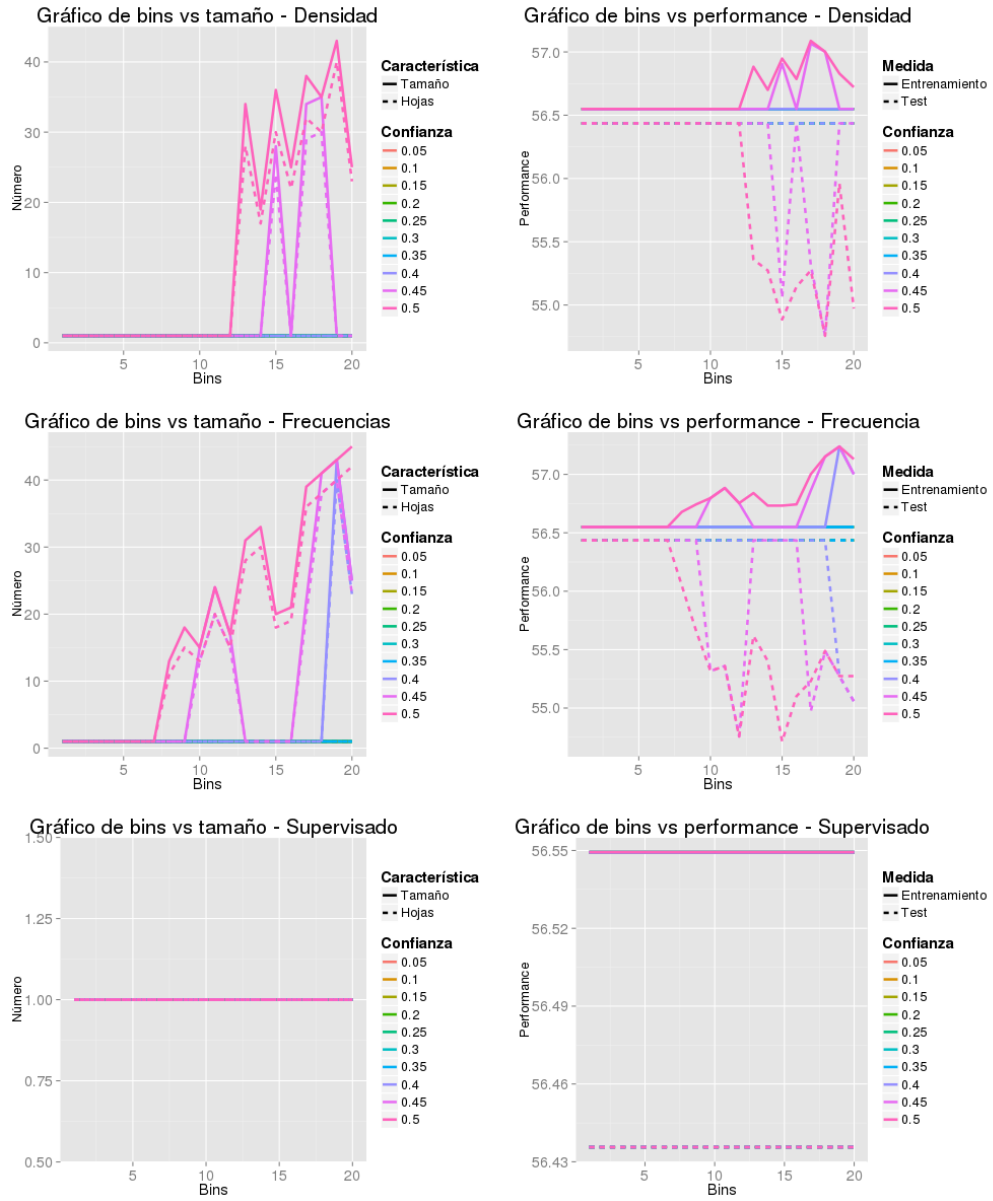 Gráfico de bins vs tamaño - Densidad
Número
40
30
20
10
0
5
10
15
20
Bins
Característica
Tamaño
Hojas
Confianza
0.05
0.1
0.15
0.2
0.25
0.3
0.35
0.4
0.45
0.5
Gráfico de bins vs performance - Densidad
Performance
57.0
56.5
56.0
55.5
55.0
5
10
15
20
Bins
Medida
Entrenamiento
Test
Confianza
0.05
0.1
0.15
0.2
0.25
0.3
0.35
0.4
0.45
0.5
Gráfico de bins vs tamaño - Frecuencias
Número
40
30
20
10
0
5
10
15
20
Bins
Característica
Tamaño
Hojas
Confianza
0.05
0.1
0.15
0.2
0.25
0.3
0.35
0.4
0.45
0.5
Gráfico de bins vs performance - Frecuencia
Performance
57.0
56.5
56.0
55.5
55.0
5
10
15
20
Bins
Medida
Entrenamiento
Test
Confianza
0.05
0.1
0.15
0.2
0.25
0.3
0.35
0.4
0.45
0.5
Gráfico de bins vs tamaño - Supervisado
Número
1.50
1.25
1.00
0.75
0.50
5
10
15
20
Bins
Característica
Tamaño
Hojas
Confianza
0.05
0.1
0.15
0.2
0.25
0.3
0.35
0.4
0.45
0.5
Gráfico de bins vs performance - Supervisado
Performance
56.55
56.52
56.49
56.46
56.43
5
10
15
20
Bins
Medida
Entrenamiento
Test
Confianza
0.05
0.1
0.15
0.2
0.25
0.3
0.35
0.4
0.45
0.5